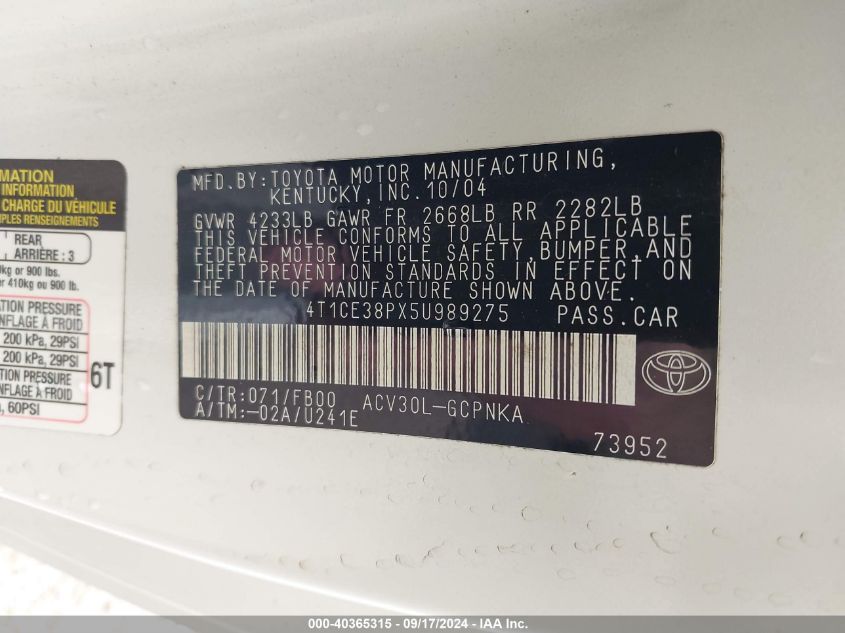 MATION
INFORMATION
CHARGE DU VÉHICULE
MPLES RENSEIGNEMENTS
REAR
ARRIÈRE : 3
kg or 900 lbs.
410kg ou 900 lb.
ATION PRESSURE
NFLAGE À FROID
200 kPa, 29PSI
200 kPa, 29PSI
ATION PRESSURE
NFLAGE À FROID
60PSI
6T
MFD.BY:TOYOTA MOTOR MANUFACTURING,
KENTUCKY,INC.10/04
GVWR 4233LB GAWR FR 2668LB RR 2282LB
THIS VEHICLE CONFORMS TO ALL APPLICABLE
FEDERAL MOTOR VEHICLE SAFETY,BUMPER,AND
THEFT PREVENTION STANDARDS IN EFFECT ON
THE DATE OF MANUFACTURE SHOWN ABOVE.
4T1CE38PX5U989275 PASS.CAR
C/TR:071/FB00 ACV30L-GCPNKA
A/TM:-02A/U241E
73952
000-40365315 - 09/17/2024 - IAA Inc.